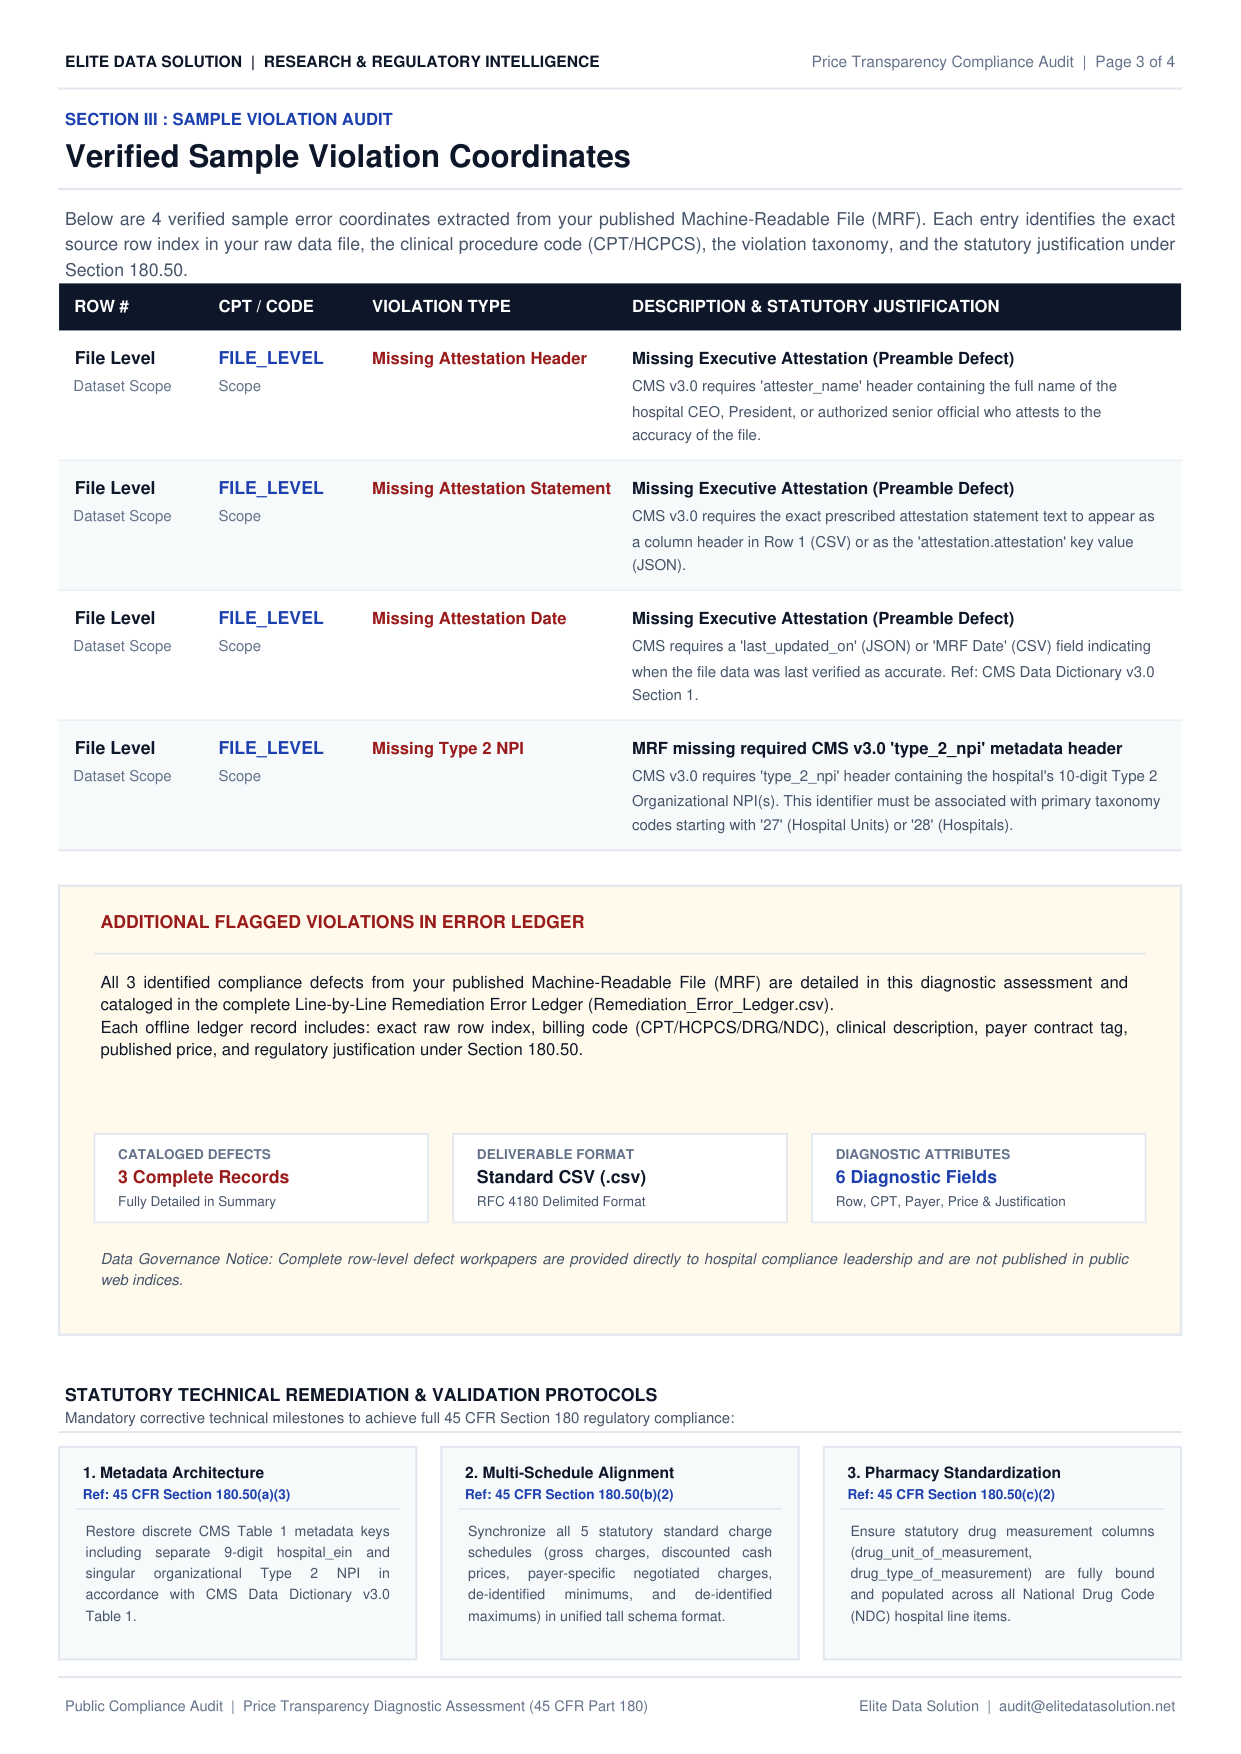 ELITE DATA SOLUTION | RESEARCH & REGULATORY INTELLIGENCE
Price Transparency Compliance Audit | Page 3 of 4
SECTION III : SAMPLE VIOLATION AUDIT
Verified Sample Violation Coordinates
Below are 4 verified sample error coordinates extracted from your published Machine-Readable File (MRF). Each entry identifies the exact
source row index in your raw data file, the clinical procedure code (CPT/HCPCS), the violation taxonomy, and the statutory justification under
Section 180.50.
ROW # CPT / CODE VIOLATION TYPE DESCRIPTION & STATUTORY JUSTIFICATION
File Level FILE_LEVEL Missing Attestation Header Missing Executive Attestation (Preamble Defect)
Dataset Scope Scope CMS v3.0 requires 'attester_name' header containing the full name of the
hospital CEO, President, or authorized senior official who attests to the
accuracy of the file.
File Level FILE_LEVEL Missing Attestation Statement Missing Executive Attestation (Preamble Defect)
Dataset Scope Scope CMS v3.0 requires the exact prescribed attestation statement text to appear as
a column header in Row 1 (CSV) or as the 'attestation.attestation' key value
(JSON).
File Level FILE_LEVEL Missing Attestation Date Missing Executive Attestation (Preamble Defect)
Dataset Scope Scope CMS requires a 'last_updated_on' (JSON) or 'MRF Date' (CSV) field indicating
when the file data was last verified as accurate. Ref: CMS Data Dictionary v3.0
Section 1.
File Level FILE_LEVEL Missing Type 2 NPI MRF missing required CMS v3.0 'type_2_npi' metadata header
Dataset Scope Scope CMS v3.0 requires 'type_2_npi' header containing the hospital's 10-digit Type 2
Organizational NPI(s). This identifier must be associated with primary taxonomy
codes starting with '27' (Hospital Units) or '28' (Hospitals).
ADDITIONAL FLAGGED VIOLATIONS IN ERROR LEDGER
All 3 identified compliance defects from your published Machine-Readable File (MRF) are detailed in this diagnostic assessment and
cataloged in the complete Line-by-Line Remediation Error Ledger (Remediation_Error_Ledger.csv).
Each offline ledger record includes: exact raw row index, billing code (CPT/HCPCS/DRG/NDC), clinical description, payer contract tag,
published price, and regulatory justification under Section 180.50.
CATALOGED DEFECTS
3 Complete Records
Fully Detailed in Summary
DELIVERABLE FORMAT
Standard CSV (.csv)
RFC 4180 Delimited Format
DIAGNOSTIC ATTRIBUTES
6 Diagnostic Fields
Row, CPT, Payer, Price & Justification
Data Governance Notice: Complete row-level defect workpapers are provided directly to hospital compliance leadership and are not published in public
web indices.
STATUTORY TECHNICAL REMEDIATION & VALIDATION PROTOCOLS
Mandatory corrective technical milestones to achieve full 45 CFR Section 180 regulatory compliance:
1. Metadata Architecture
Ref: 45 CFR Section 180.50(a)(3)
Restore discrete CMS Table 1 metadata keys
including separate 9-digit hospital_ein and
singular organizational Type 2 NPI in
accordance with CMS Data Dictionary v3.0
Table 1.
2. Multi-Schedule Alignment
Ref: 45 CFR Section 180.50(b)(2)
Synchronize all 5 statutory standard charge
schedules (gross charges, discounted cash
prices, payer-specific negotiated charges,
de-identified minimums, and de-identified
maximums) in unified tall schema format.
3. Pharmacy Standardization
Ref: 45 CFR Section 180.50(c)(2)
Ensure statutory drug measurement columns
(drug_unit_of_measurement,
drug_type_of_measurement) are fully bound
and populated across all National Drug Code
(NDC) hospital line items.
Public Compliance Audit | Price Transparency Diagnostic Assessment (45 CFR Part 180)
Elite Data Solution | audit@elitedatasolution.net